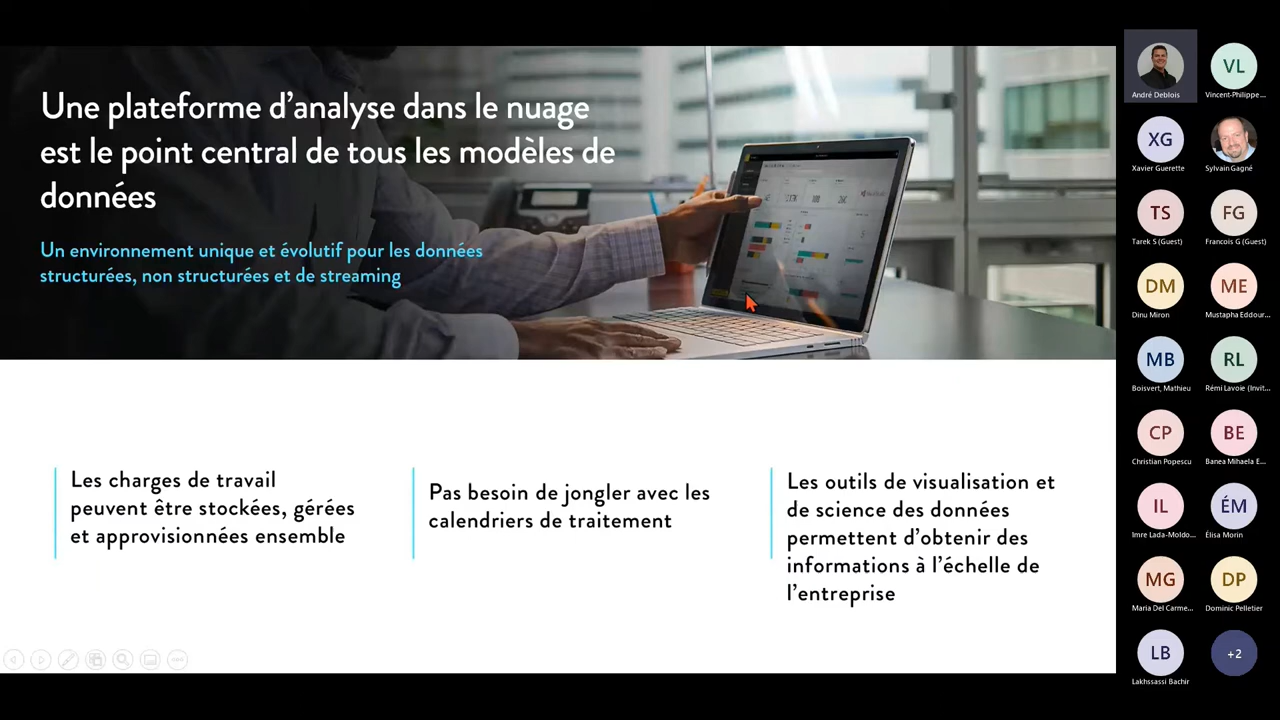 Une plateforme d’analyse dans le nuage
est le point central de tous les modèles de
données
Un environnement unique et évolutif pour les données
structurées, non structurées et de streaming
Les charges de travail
peuvent être stockées, gérées
et approvisionnées ensemble
Pas besoin de jongler avec les
calendriers de traitement
Les outils de visualisation et
de science des données
permettent d’obtenir des
informations à l’échelle de
l’entreprise
André Deblois
VL
Vincent-Philippe...
XG
Xavier Guerette
Sylvain Gagné
TS
Tarek S (Guest)
FG
Francois G (Guest)
DM
Dinu Miron
ME
Mustapha Eddour...
MB
Boisvert, Mathieu
RL
Rémi Lavoie (Invit...
CP
Christian Popescu
BE
Banea Mihaela E...
IL
Imre Lada-Moldo...
ÉM
Élisa Morin
MG
Maria Del Carme...
DP
Dominic Pelletier
LB
Lakhssassi Bachir
+2